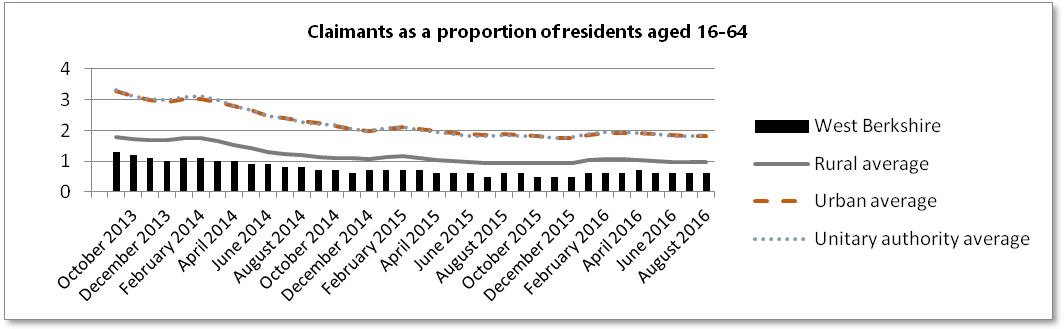 Claimants as a proportion of residents aged 16-64
4
3
2
1
0
October 2013
December 2013
February 2014
April 2014
June 2014
August 2014
October 2014
December 2014
February 2015
April 2015
June 2015
August 2015
October 2015
December 2015
February 2016
April 2016
June 2016
August 2016
West Berkshire
Rural average
Urban average
Unitary authority average